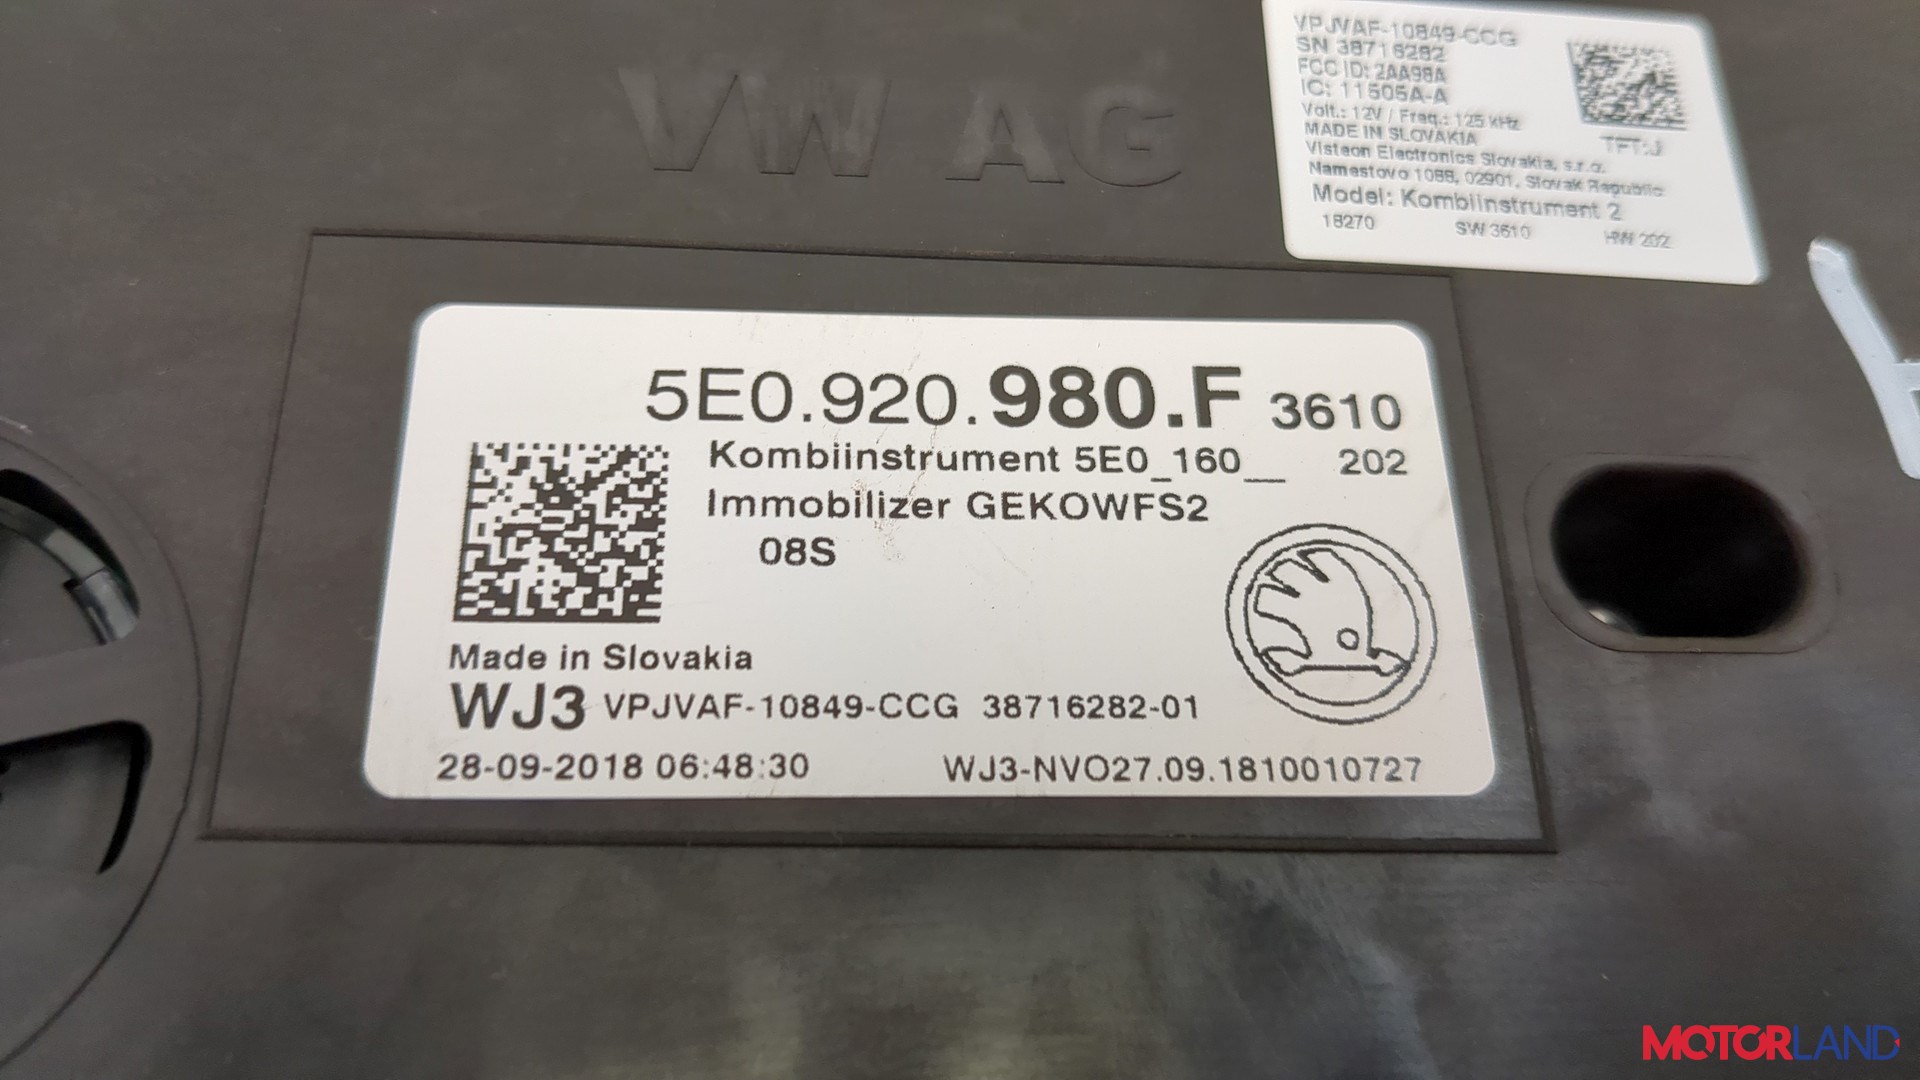 VW AG
VPJVAF-10849-CCG
SN 38716282
FCC ID: 2AA98A
IC: 11505A-A
Volt.: 12V / Freq.: 125 kHz
MADE IN SLOVAKIA
TFT:J
Visteon Electronics Slovakia, s.r.o.
Namestovo 1088, 02901, Slovak Republic
Model: Kombiinstrument 2
18270 SW 3610 HW 202
5E0.920.980.F 3610
Kombiinstrument 5E0_160__ 202
Immobilizer GEKOWFS2
08S
Made in Slovakia
WJ3 VPJVAF-10849-CCG 38716282-01
28-09-2018 06:48:30 WJ3-NVO27.09.1810010727
MOTORLAND